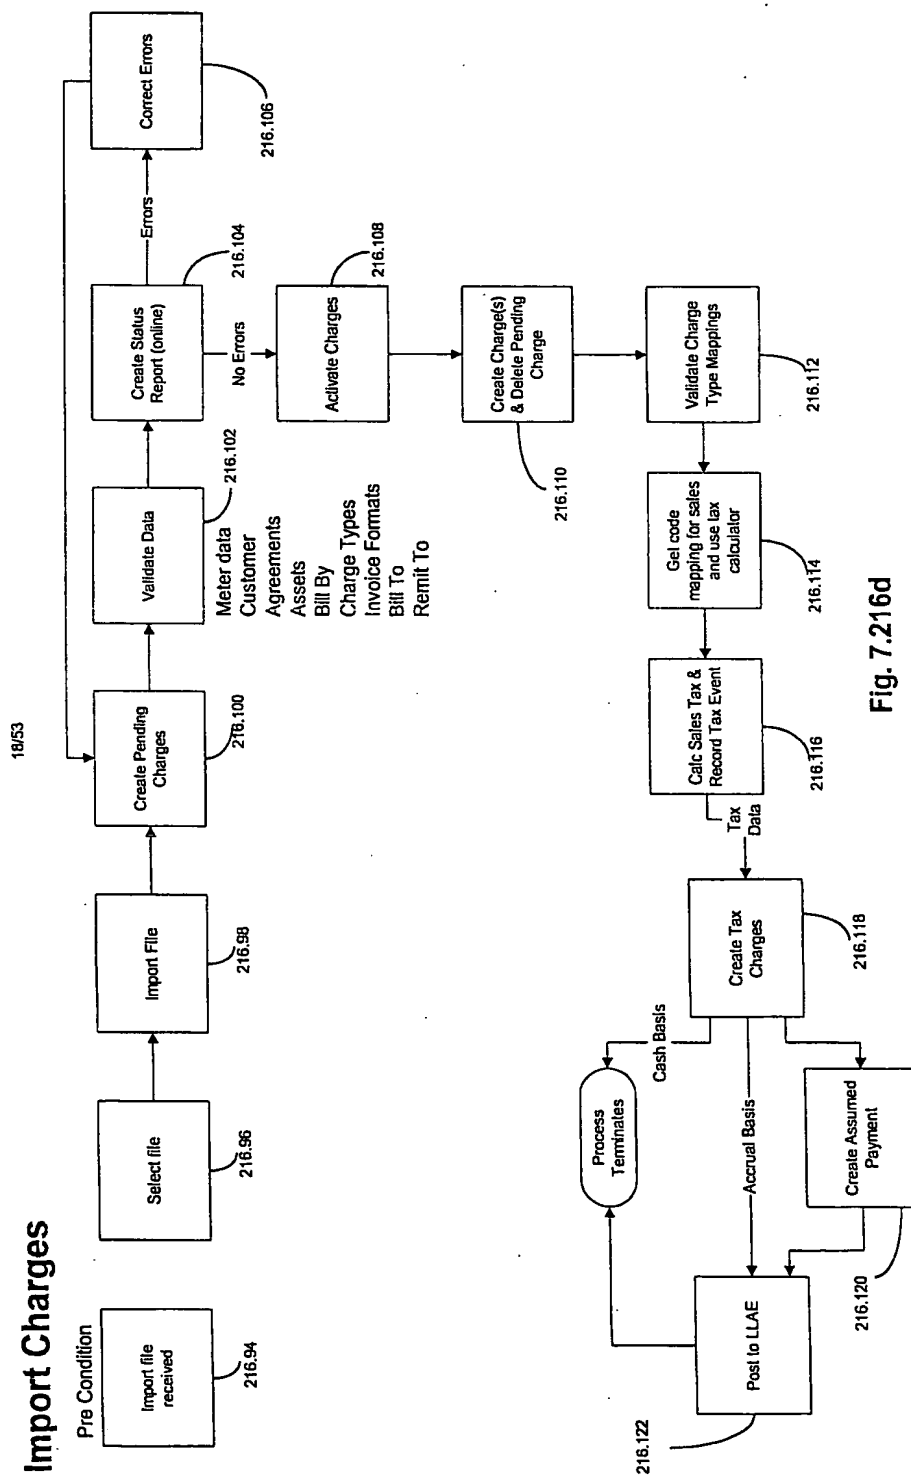 18/53
Import Charges
Pre Condition
Import file
received
216.94
Select file
216.96
Import File
216.98
Create Pending
Charges
216.100
Validate Data
216.102
Meter data
Customer
Agreements
Assets
Bill By
Charge Types
Invoice Formats
Bill To
Remit To
Create Status
Report (online)
216.104
Errors
Correct Errors
216.106
No Errors
Activate Charges
216.108
Create Charge(s)
& Delete Pending
Charge
216.110
Validate Charge
Type Mappings
216.112
Get code
mapping for sales
and use tax
calculator
216.114
Calc Sales Tax &
Record Tax Event
216.116
Tax
Data
Create Tax
Charges
216.118
Cash Basis
Process
Terminates
Accrual Basis
Create Assumed
Payment
216.120
Post to LLAE
216.122
Fig. 7.216d